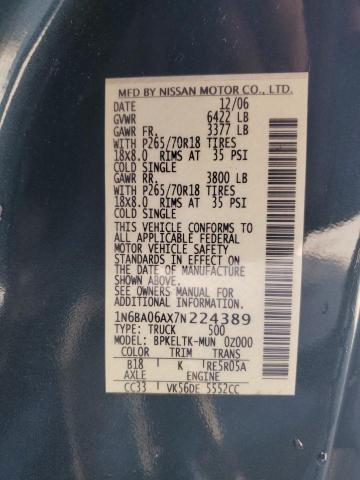 MFD BY NISSAN MOTOR CO., LTD.
DATE 12/06
GVWR 6422 LB
GAWR FR. 3377 LB
WITH P265/70R18 TIRES
18X8.0 RIMS AT 35 PSI
COLD SINGLE
GAWR RR. 3800 LB
WITH P265/70R18 TIRES
18X8.0 RIMS AT 35 PSI
COLD SINGLE
THIS VEHICLE CONFORMS TO
ALL APPLICABLE FEDERAL
MOTOR VEHICLE SAFETY
STANDARDS IN EFFECT ON
THE DATE OF MANUFACTURE
SHOWN ABOVE.
SEE OWNERS MANUAL FOR
ADDITIONAL INFORMATION.
1N6BA06AX7N224389
TYPE: TRUCK 500
MODEL: BPKELTK-MUN 0Z000
COLOR TRIM TRANS
B18 K RE5R05A
AXLE ENGINE
CC33 VK56DE 5552CC